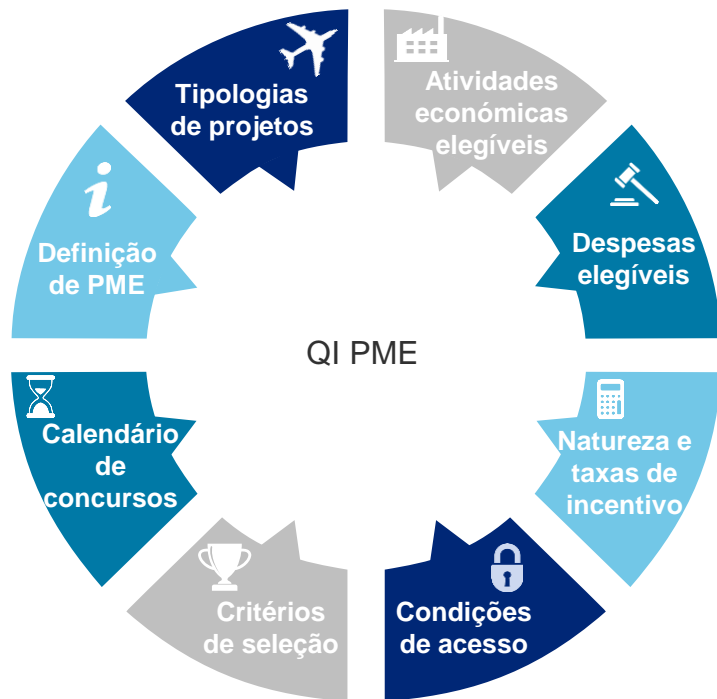 Tipologias
de projetos
Atividades
económicas
elegíveis
Despesas
elegíveis
Natureza e
taxas de
incentivo
Condições
de acesso
Critérios
de seleção
Calendário
de
concursos
Definição
de PME
QI PME